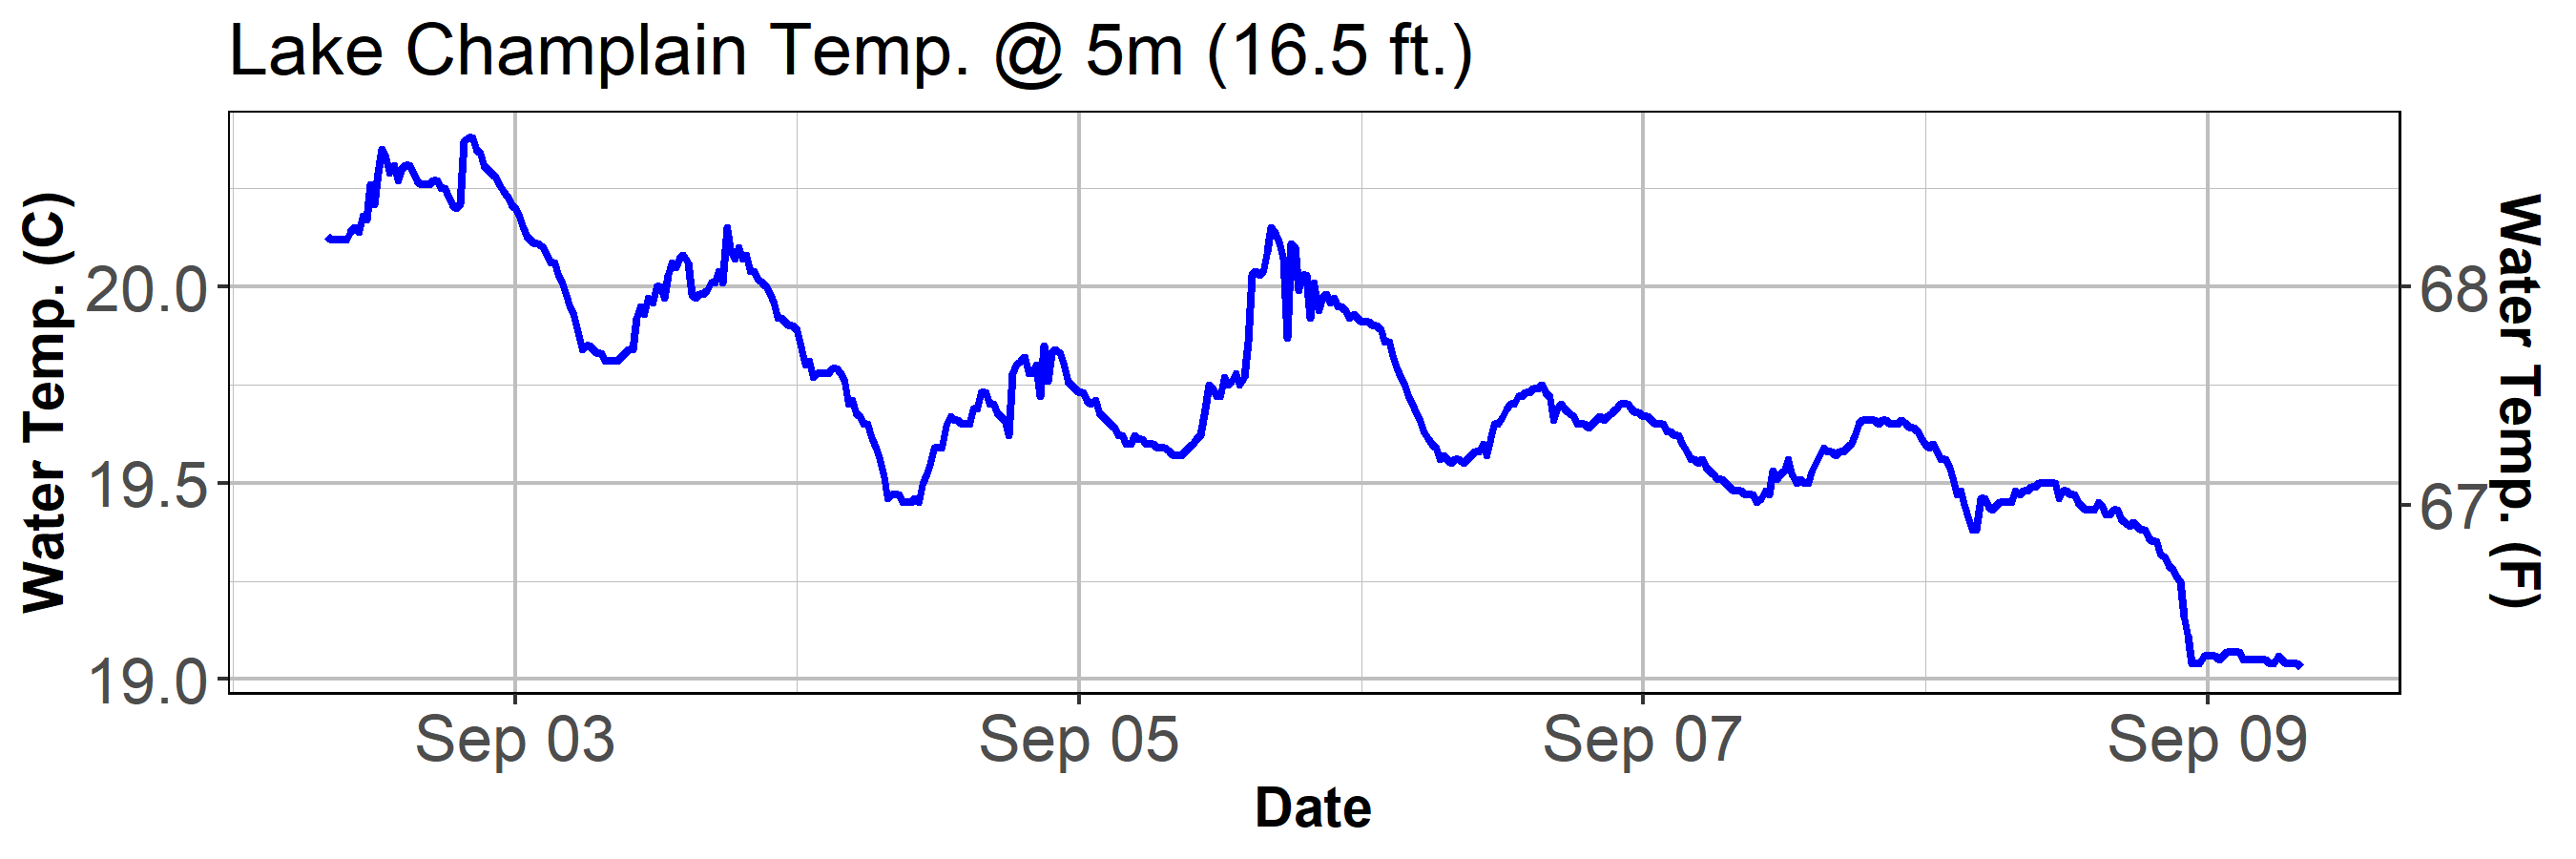 Lake Champlain Temp. @ 5m (16.5 ft.)
Water Temp. (C)
20.0
19.5
19.0
68
67
Water Temp. (F)
Sep 03
Sep 05
Sep 07
Sep 09
Date